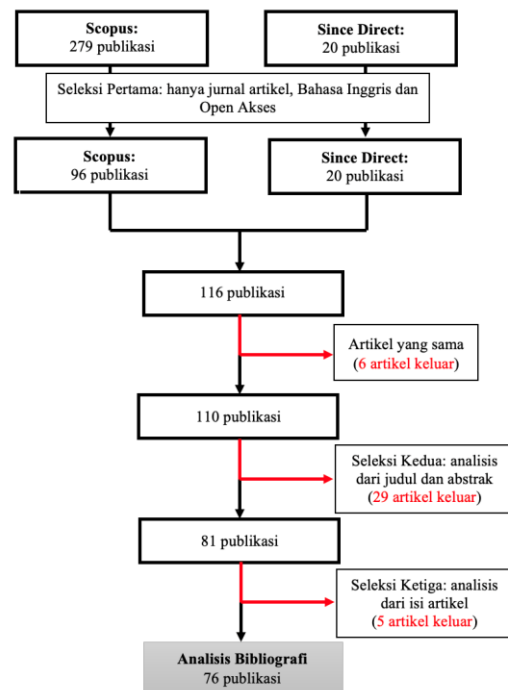 Scopus:
279 publikasi
Since Direct:
20 publikasi
Seleksi Pertama: hanya jurnal artikel, Bahasa Inggris dan
Open Akses
Scopus:
96 publikasi
Since Direct:
20 publikasi
116 publikasi
Artikel yang sama
(6 artikel keluar)
110 publikasi
Seleksi Kedua: analisis
dari judul dan abstrak
(29 artikel keluar)
81 publikasi
Seleksi Ketiga: analisis
dari isi artikel
(5 artikel keluar)
Analisis Bibliografi
76 publikasi